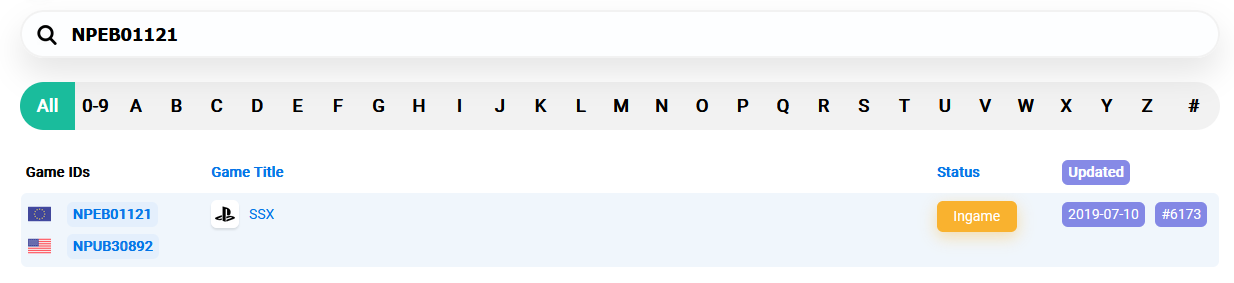 NPEB01121
All 0-9 A B C D E F G H I J K L M N O P Q R S T U V W X Y Z #
Game IDs Game Title Status Updated
NPEB01121 SSX Ingame 2019-07-10 #6173
NPUB30892